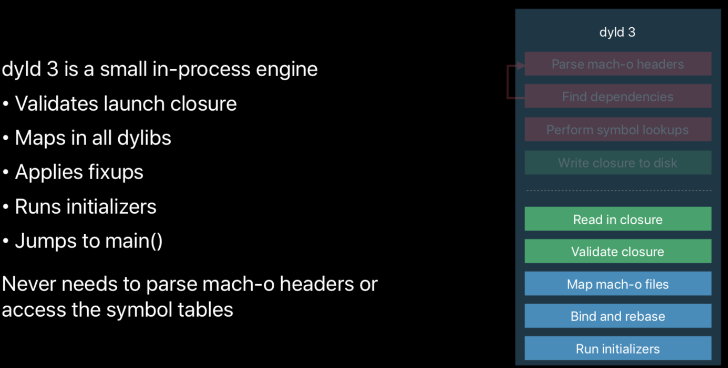 dyld 3 is a small in-process engine
• Validates launch closure
• Maps in all dylibs
• Applies fixups
• Runs initializers
• Jumps to main()
Never needs to parse mach-o headers or
access the symbol tables
dyld 3
Parse mach-o headers
Find dependencies
Perform symbol lookups
Write closure to disk
Read in closure
Validate closure
Map mach-o files
Bind and rebase
Run initializers